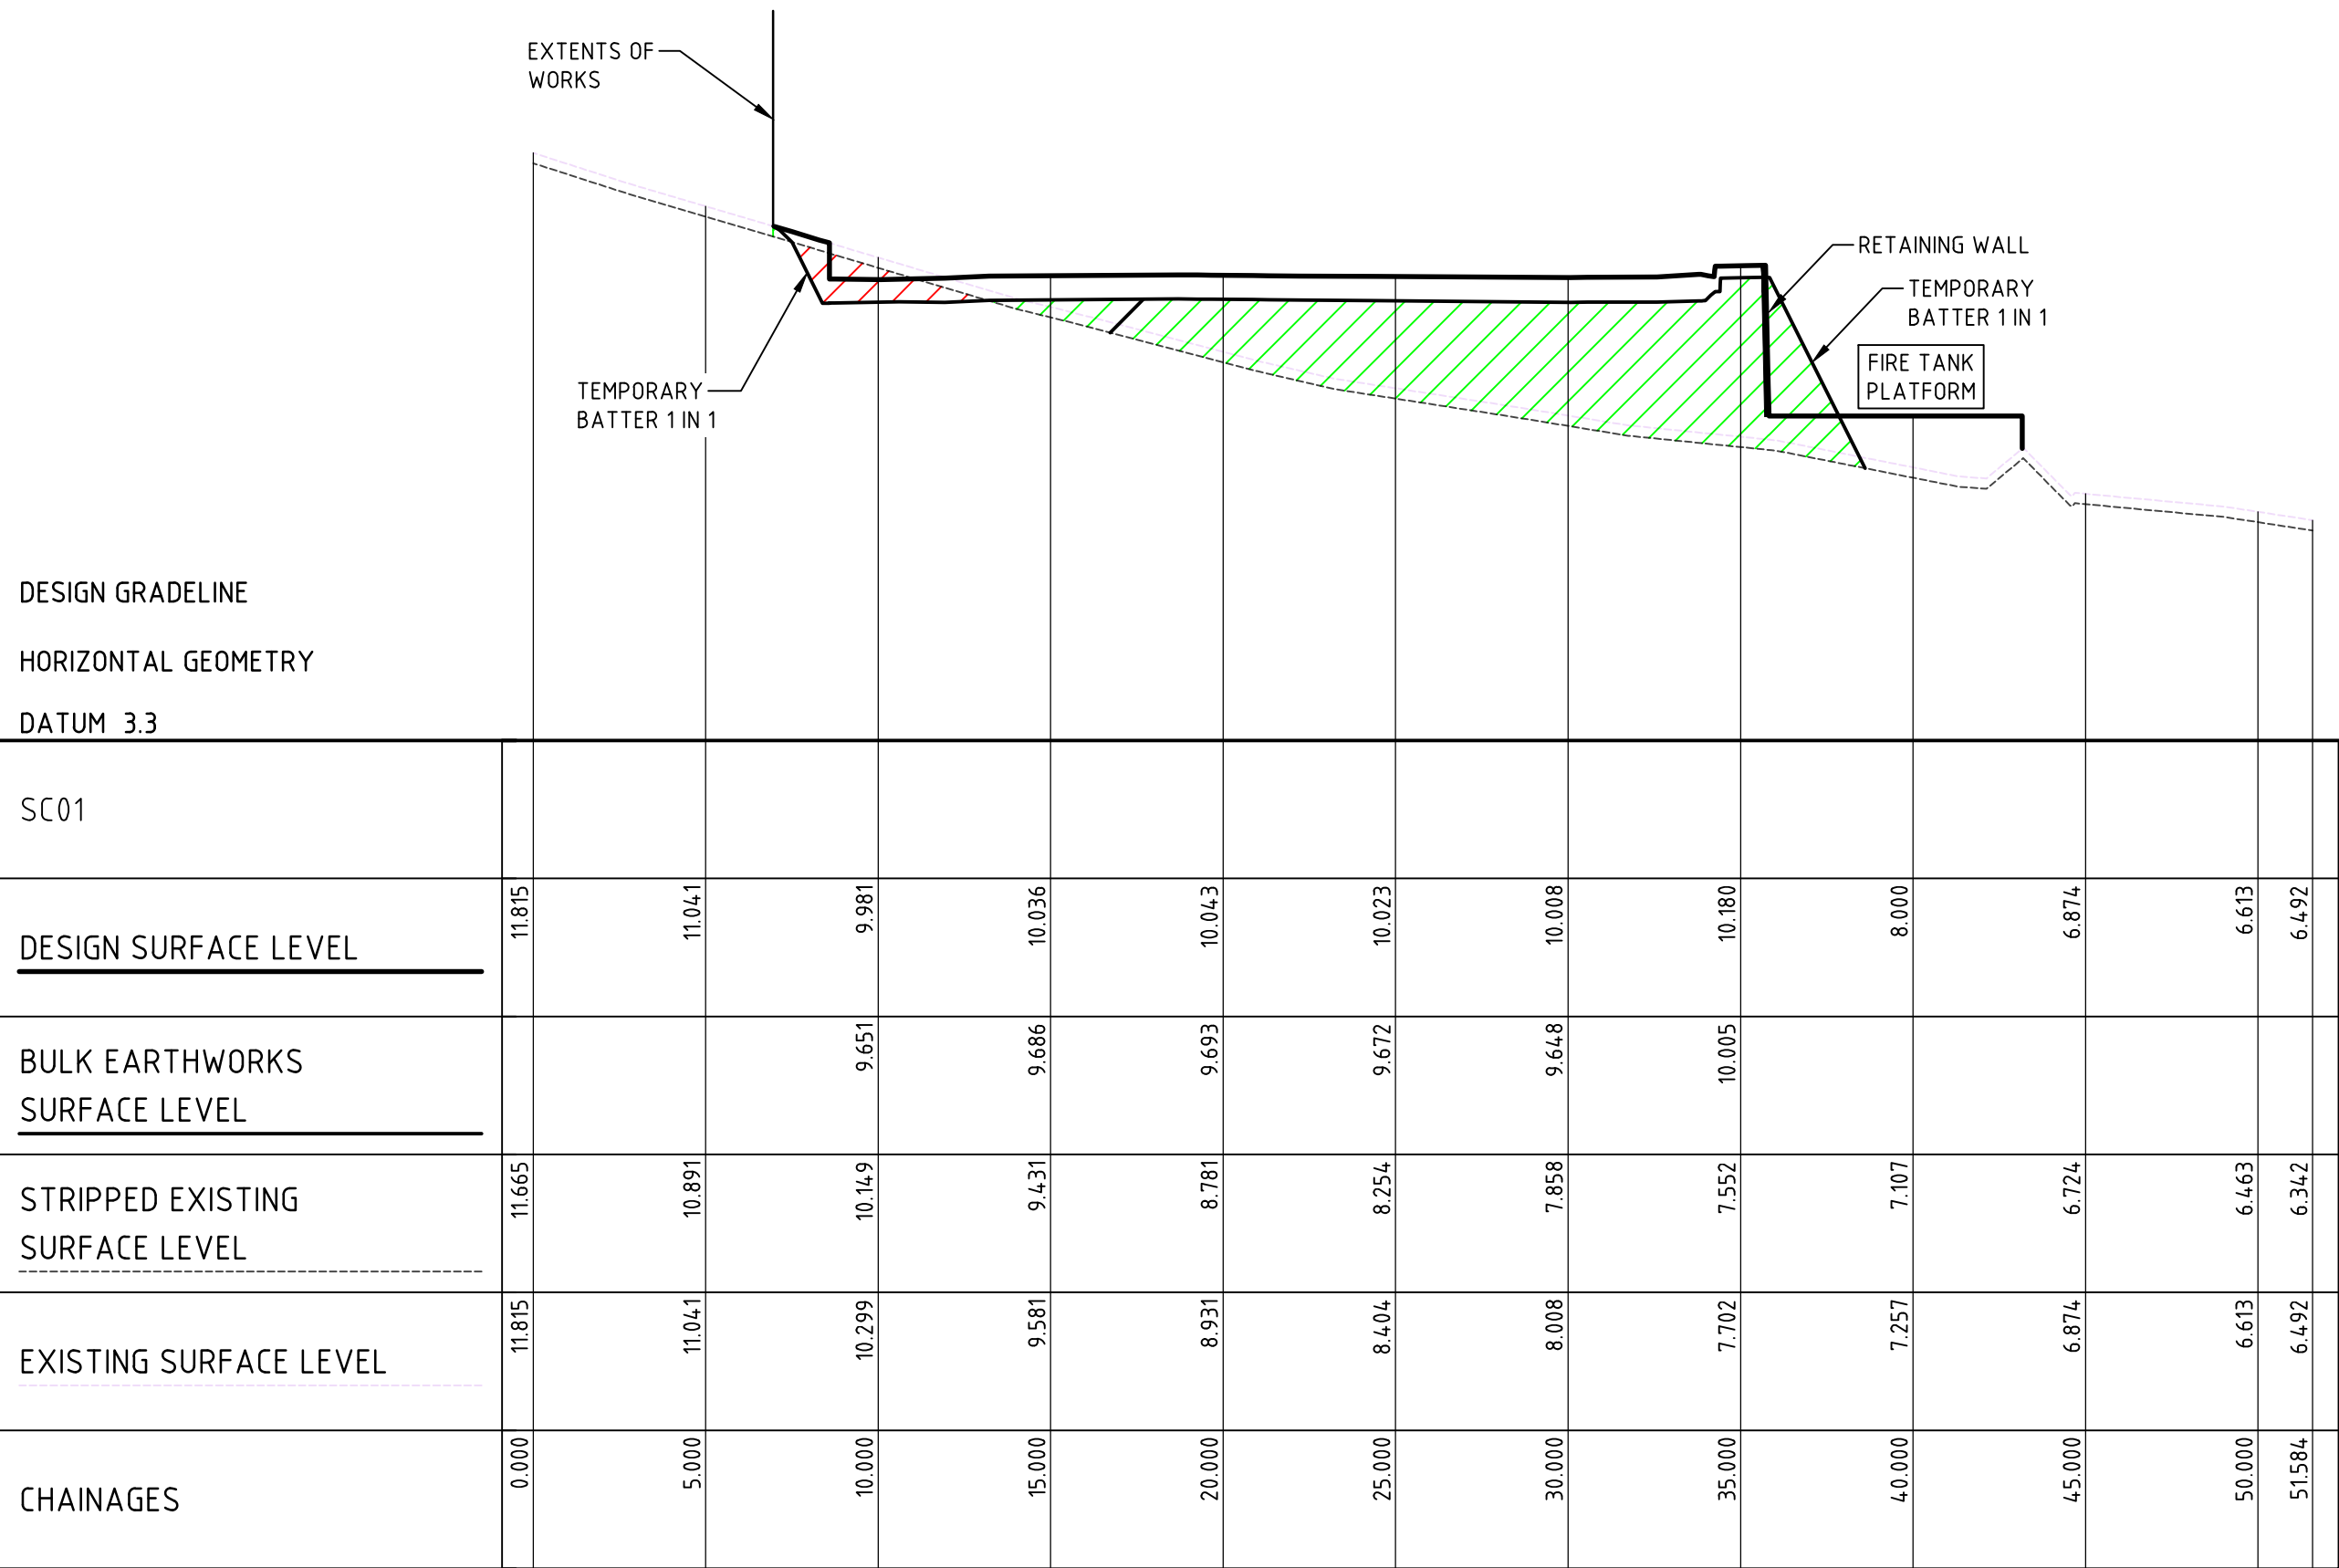 EXTENTS OF
WORKS
RETAINING WALL
TEMPORARY
BATTER 1 IN 1
FIRE TANK
PLATFORM
TEMPORARY
BATTER 1 IN 1
DESIGN GRADELINE
HORIZONTAL GEOMETRY
DATUM 3.3
SC01
DESIGN SURFACE LEVEL
11.815 11.041 9.981 10.036 10.043 10.023 10.008 10.180 8.000 6.874 6.613 6.492
BULK EARTHWORKS
SURFACE LEVEL
9.651 9.686 9.693 9.672 9.648 10.005
STRIPPED EXISTING
SURFACE LEVEL
11.665 10.891 10.149 9.431 8.781 8.254 7.858 7.552 7.107 6.724 6.463 6.342
EXISTING SURFACE LEVEL
11.815 11.041 10.299 9.581 8.931 8.404 8.008 7.702 7.257 6.874 6.613 6.492
CHAINAGES
0.000 5.000 10.000 15.000 20.000 25.000 30.000 35.000 40.000 45.000 50.000 51.584